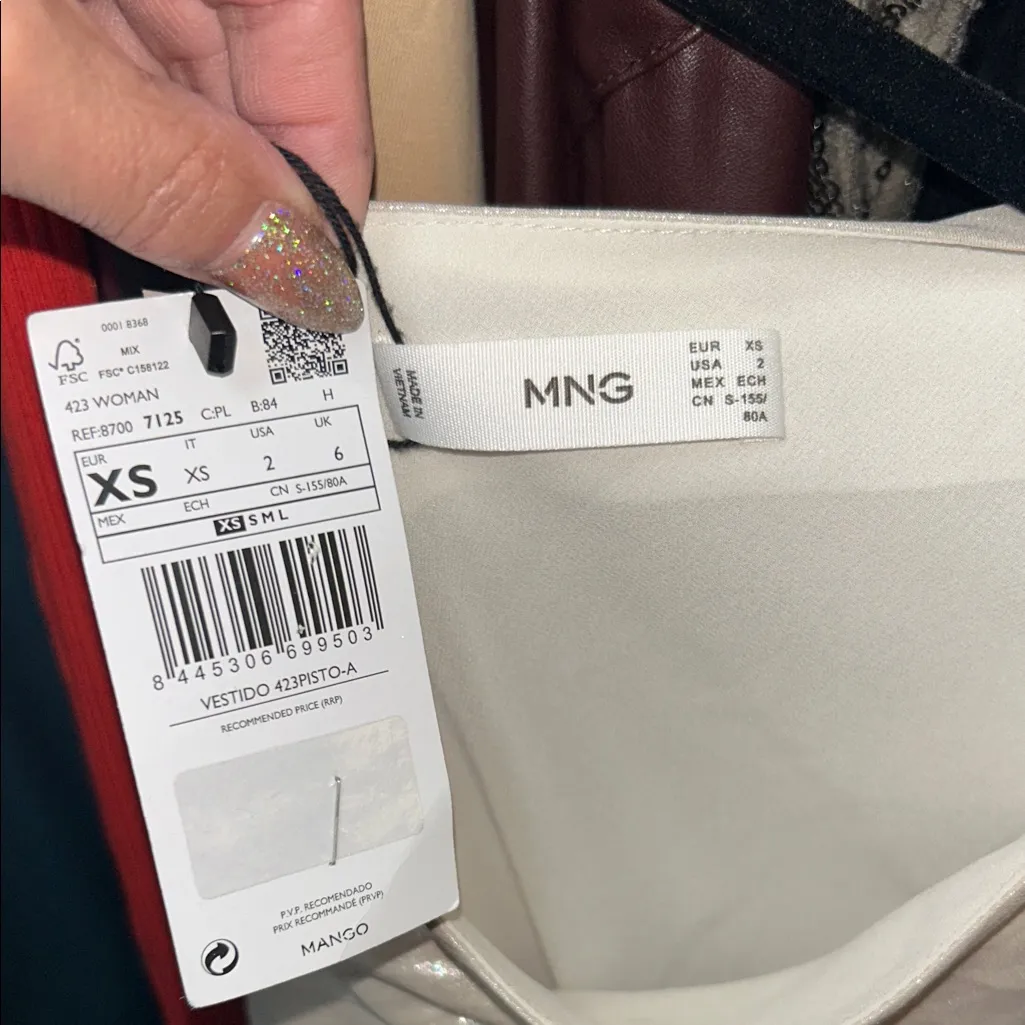 0001 8368
MIX
FSC
FSC® C158122
423 WOMAN
REF:8700 7125 C:PL B:84 H
EUR IT USA UK
XS XS 2 6
MEX ECH CN S-155/80A
XS S M L
8 445306 699503
VESTIDO 423PISTO-A
RECOMMENDED PRICE (RRP)
P.V.P. RECOMENDADO
PRIX RECOMMANDÉ (PRVP)
MANGO
MADE IN
VIETNAM
MNG
EUR XS
USA 2
MEX ECH
CN S-155/
80A